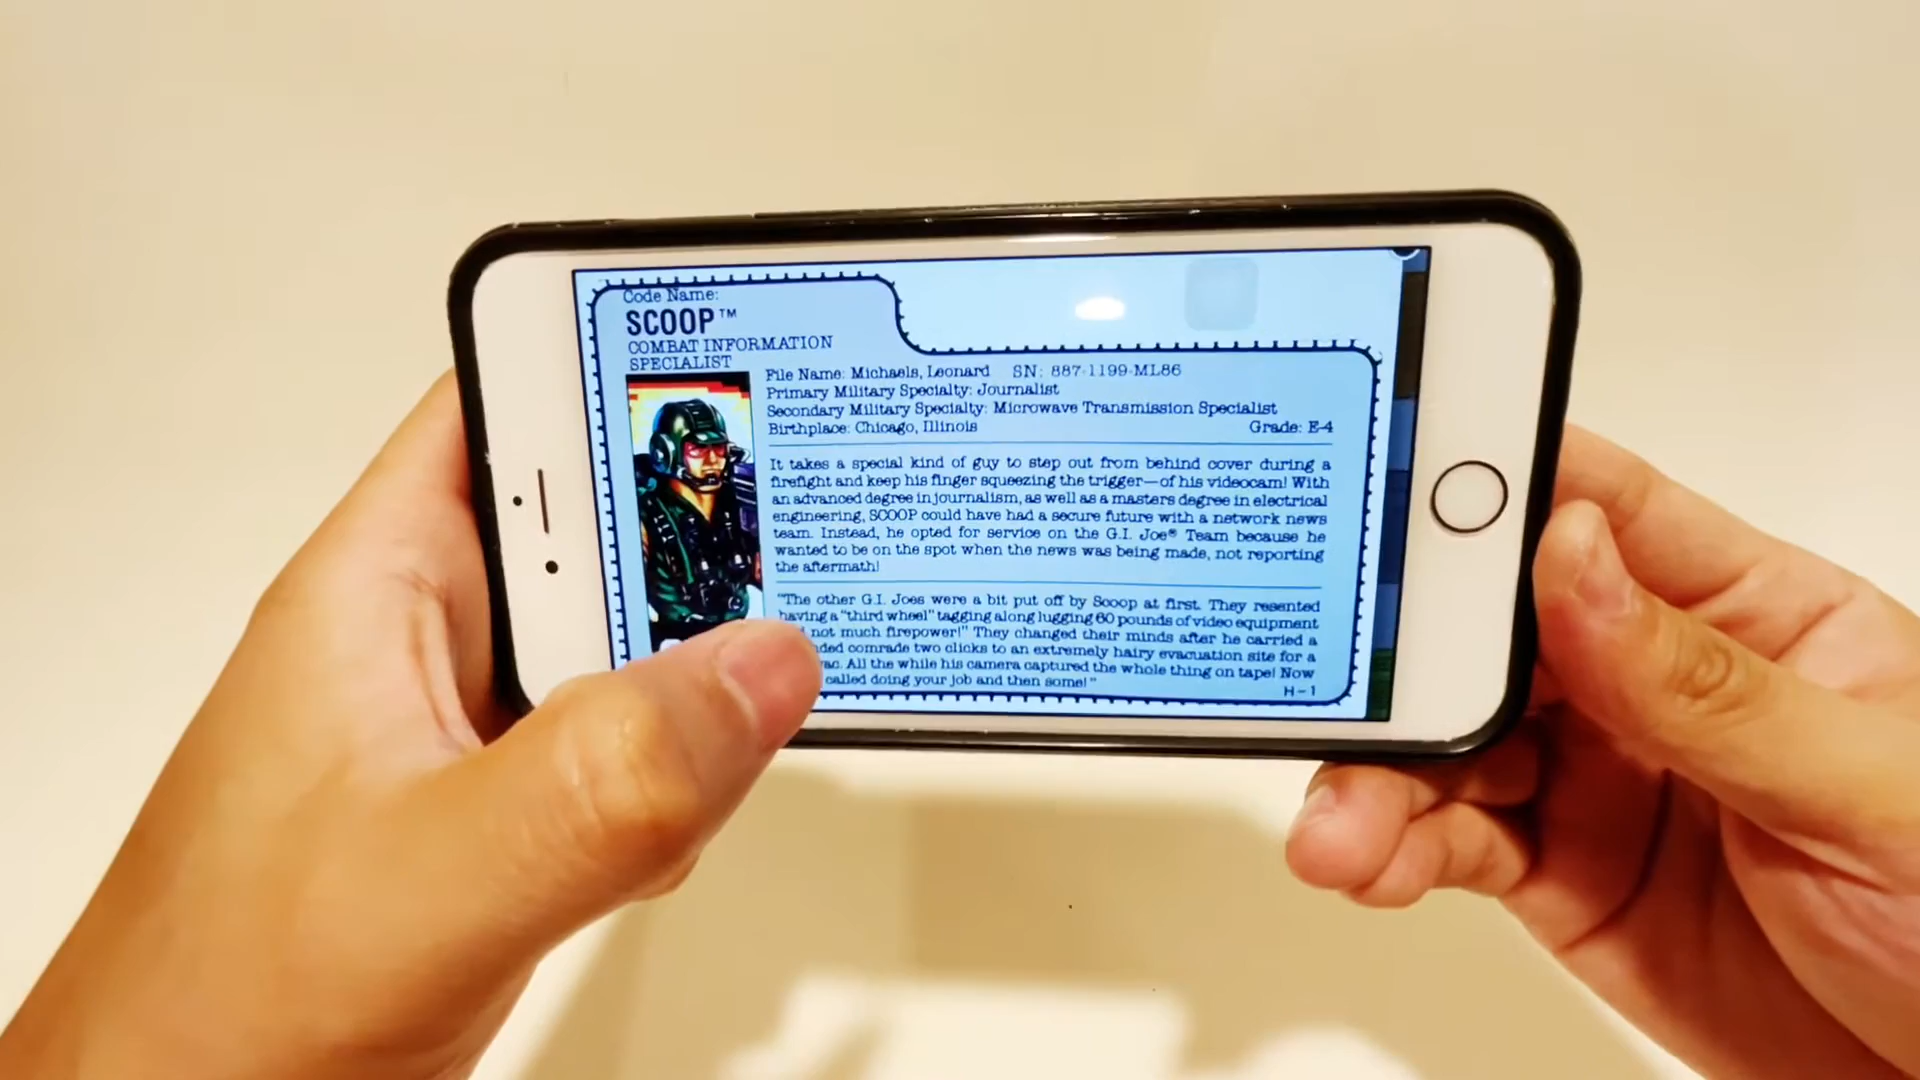 Code Name:
SCOOP™
COMBAT INFORMATION
SPECIALIST
File Name: Michaels, Leonard SN: 887-1199-ML86
Primary Military Specialty: Journalist
Secondary Military Specialty: Microwave Transmission Specialist
Birthplace: Chicago, Illinois Grade: E-4
It takes a special kind of guy to step out from behind cover during a
firefight and keep his finger squeezing the trigger—of his videocam! With
an advanced degree in journalism, as well as a masters degree in electrical
engineering, SCOOP could have had a secure future with a network news
team. Instead, he opted for service on the G.I. Joe® Team because he
wanted to be on the spot when the news was being made, not reporting
the aftermath!
"The other G.I. Joes were a bit put off by Scoop at first. They resented
having a "third wheel" tagging along lugging 60 pounds of video equipment
not much firepower!" They changed their minds after he carried a
comrade two clicks to an extremely hairy evacuation site for a
All the while his camera captured the whole thing on tape! Now
called doing your job and then some!"
H-1